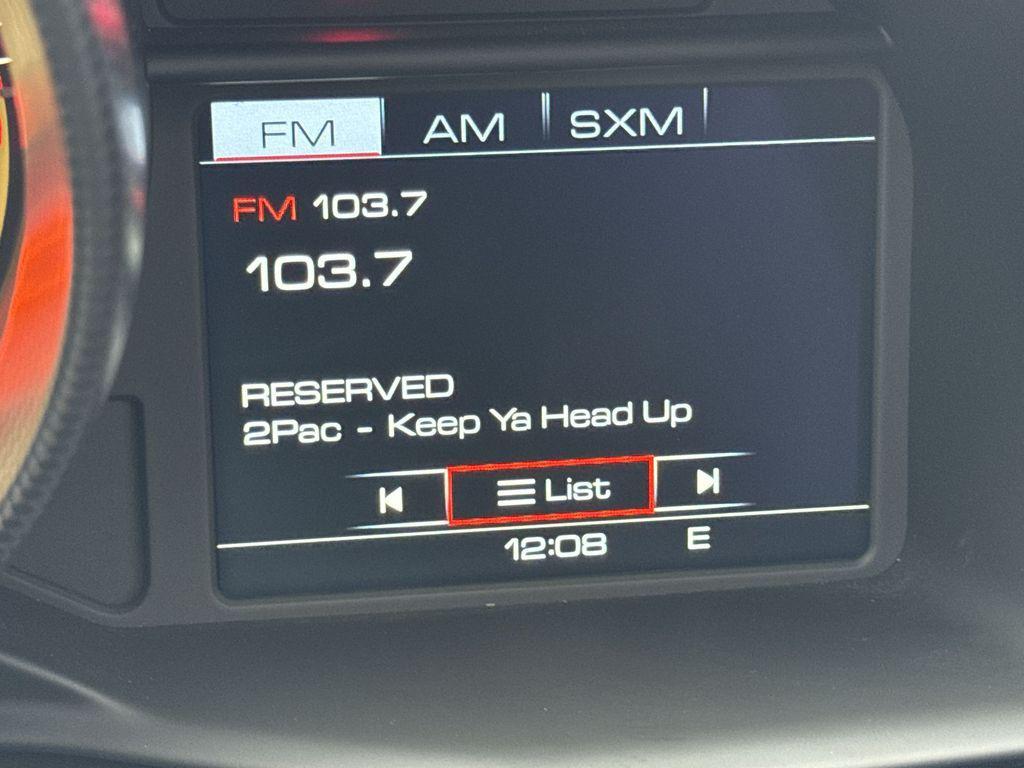 FM AM SXM
FM 103.7
103.7
RESERVED
2Pac - Keep Ya Head Up
List
12:08 E